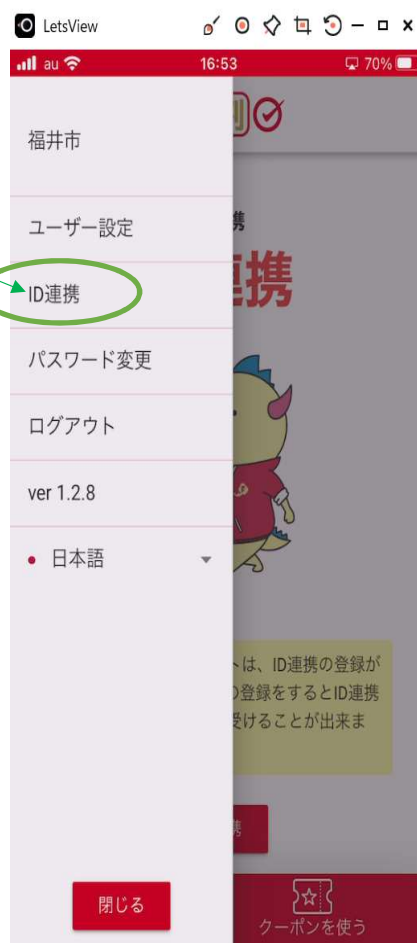 LetsView
au 16:53 70%
福井市
ユーザー設定
携
ID連携
連携
パスワード変更
ログアウト
ver 1.2.8
日本語
トは、ID連携の登録が
の登録をするとID連携
受けることが出来ま
携
閉じる
クーポンを使う